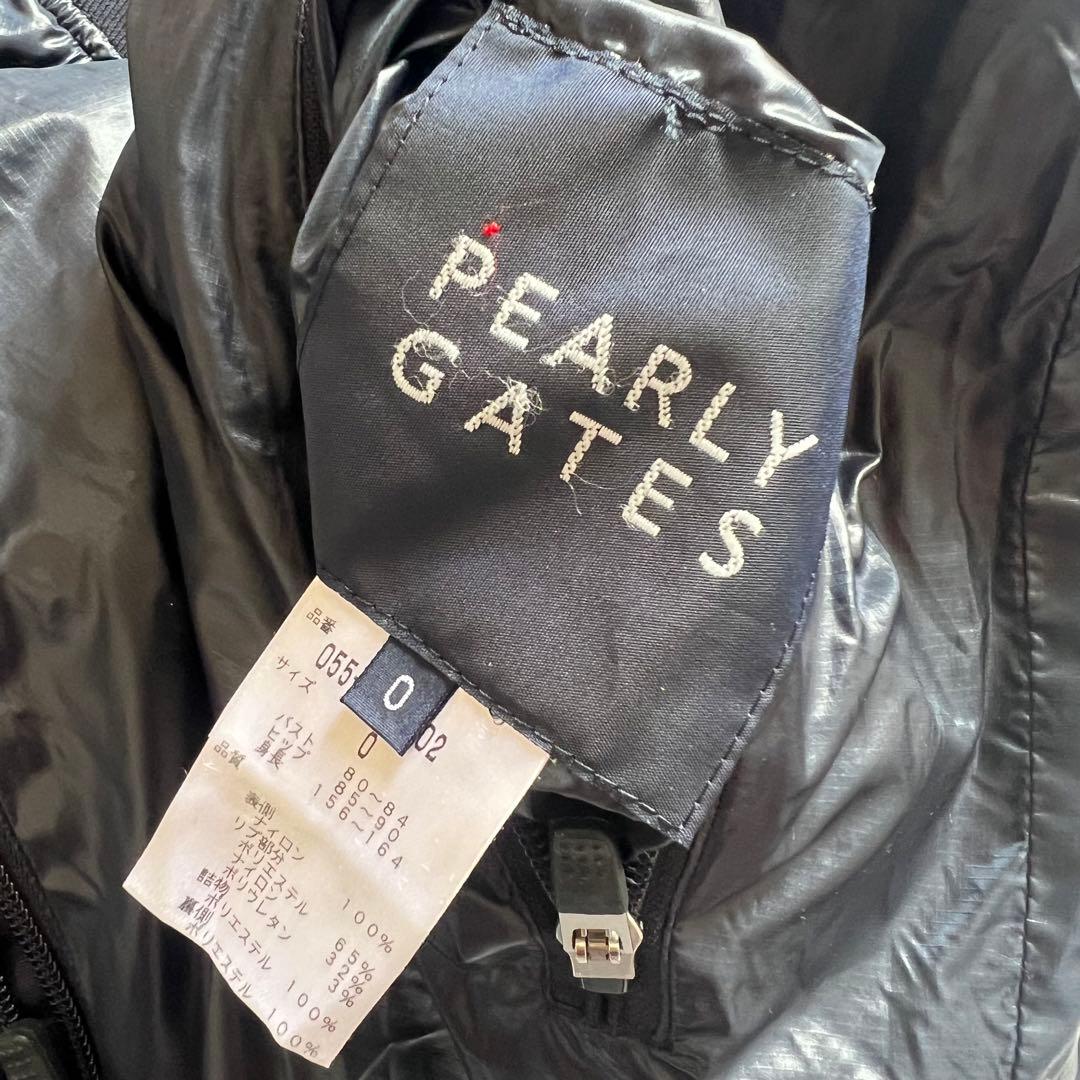 PEARLY
GATES
品番
055 02
0
サイズ 0
バスト 80～84
ヒップ 85～90
身長 156～164
品質
表側
ナイロン 100%
リブ部分
ポリエステル 65%
ナイロン 32%
ポリウレタン 3%
詰物
ポリエステル 100%
裏側
ポリエステル 100%